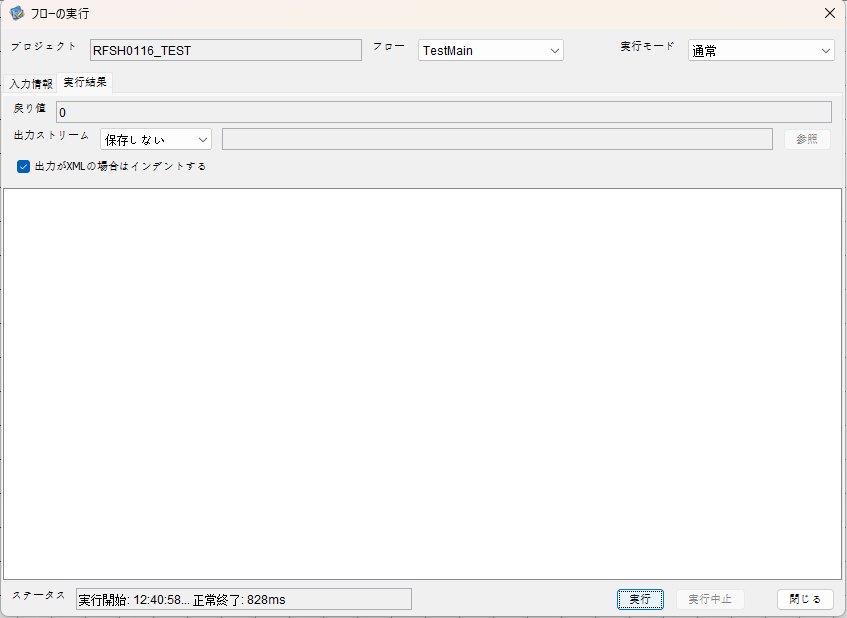 フローの実行
プロジェクト RFSH0116_TEST フロー TestMain 実行モード 通常
入力情報 実行結果
戻り値 0
出力ストリーム 保存しない 参照
出力がXMLの場合はインデントする
ステータス 実行開始: 12:40:58... 正常終了: 828ms 実行 実行中止 閉じる